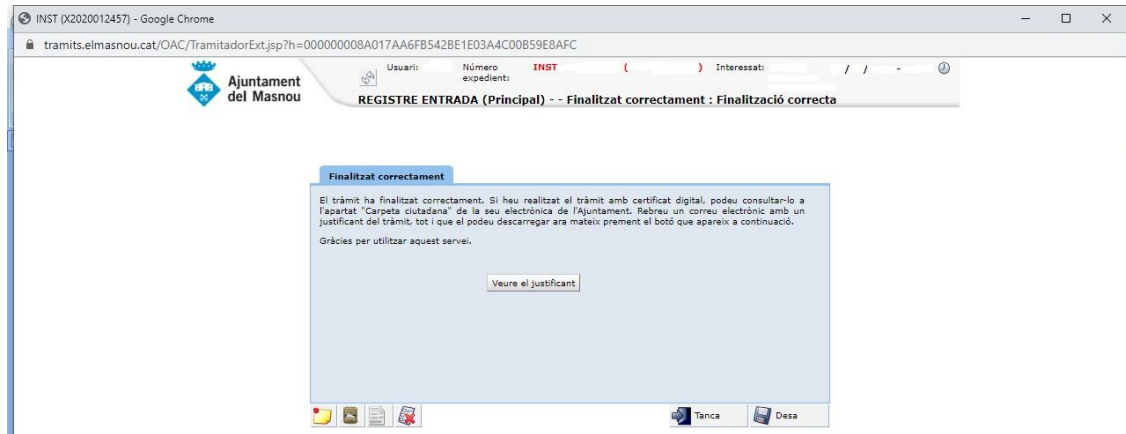 INST (X2020012457) - Google Chrome
tramits.elmasnou.cat/OAC/TramitadorExt.jsp?h=000000008A017AA6FB542BE1E03A4C00B59E8AFC
Ajuntament
del Masnou
Usuari: Número expedient: INST ( ) Interessat: / / -
REGISTRE ENTRADA (Principal) - - Finalitzat correctament : Finalització correcta
Finalitzat correctament
El tràmit ha finalitzat correctament. Si heu realitzat el tràmit amb certificat digital, podeu consultar-lo a
l'apartat "Carpeta ciutadana" de la seu electrònica de l'Ajuntament. Rebreu un correu electrònic amb un
justificant del tràmit, tot i que el podeu descarregar ara mateix prement el botó que apareix a continuació.
Gràcies per utilitzar aquest servei.
Veure el justificant
Tanca Desa